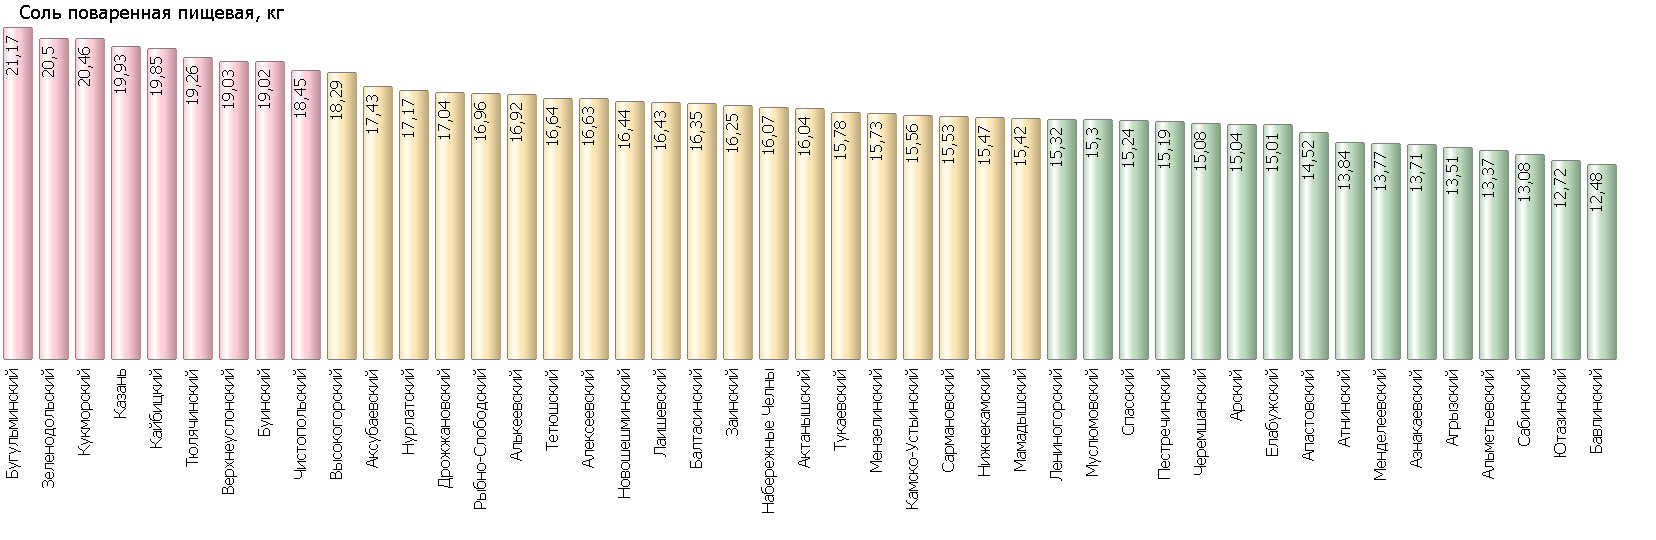 Соль поваренная пищевая, кг
21,17
20,5
20,46
19,93
19,85
19,26
19,03
19,02
18,45
18,29
17,43
17,17
17,04
16,96
16,92
16,64
16,63
16,44
16,43
16,35
16,25
16,07
16,04
15,78
15,73
15,56
15,53
15,47
15,42
15,32
15,3
15,24
15,19
15,08
15,04
15,01
14,52
13,84
13,77
13,71
13,51
13,37
13,08
12,72
12,48
Бугульминский
Зеленодольский
Кукморский
Казань
Кайбицкий
Тюлячинский
Верхнеуслонский
Буинский
Чистопольский
Высокогорский
Аксубаевский
Нурлатский
Дрожжановский
Рыбно-Слободский
Алькеевский
Тетюшский
Алексеевский
Новошешминский
Лаишевский
Балтасинский
Заинский
Набережные Челны
Актанышский
Тукаевский
Мензелинский
Камско-Устьинский
Сармановский
Нижнекамский
Мамадышский
Лениногорский
Муслюмовский
Спасский
Пестречинский
Черемшанский
Арский
Елабужский
Апастовский
Атнинский
Менделеевский
Азнакаевский
Агрызский
Альметьевский
Сабинский
Ютазинский
Бавлинский